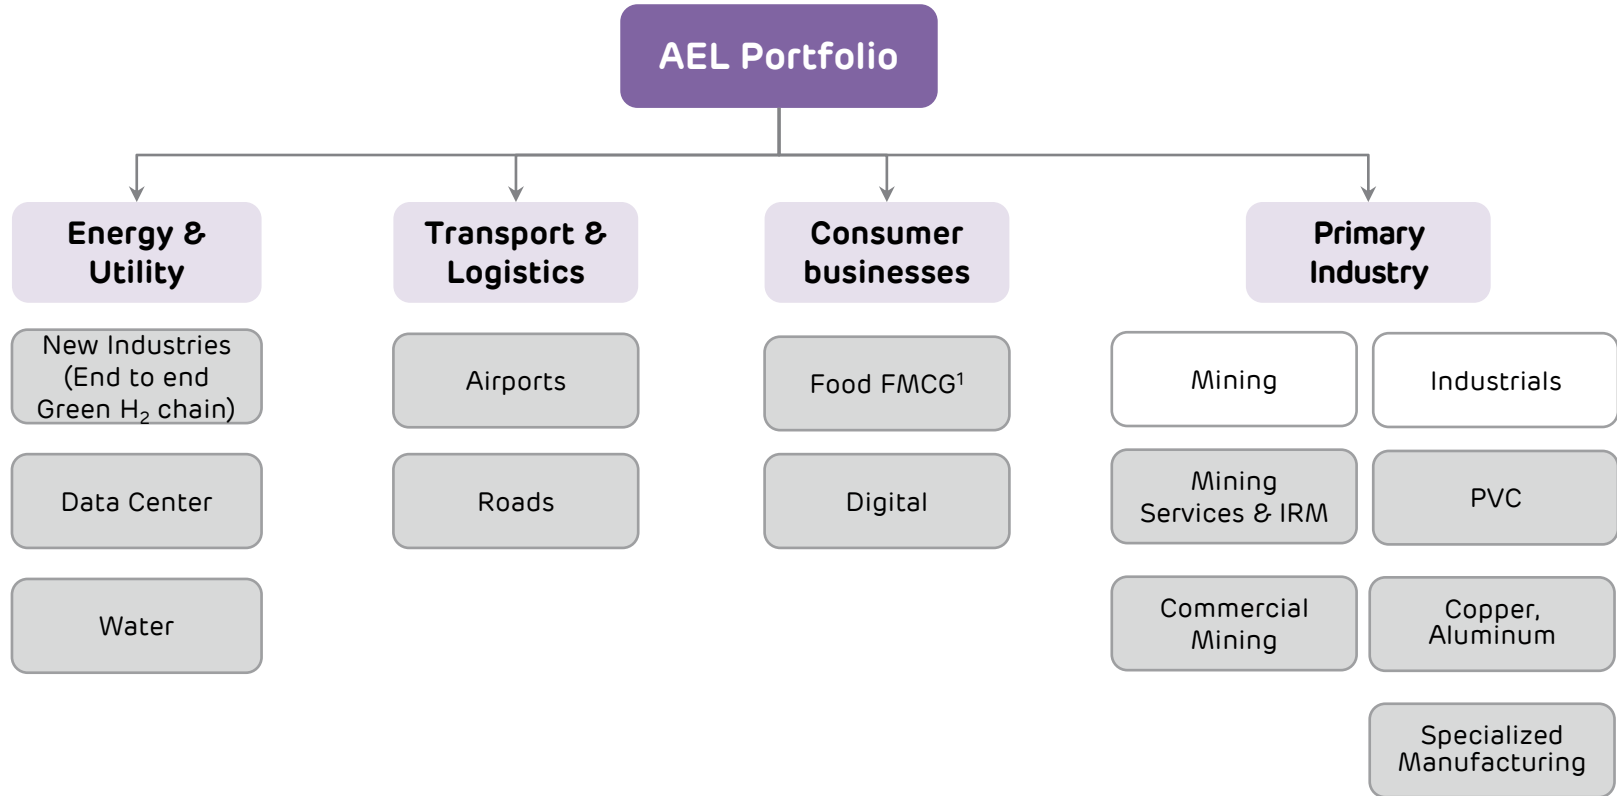 AEL Portfolio
Energy &
Utility
Transport &
Logistics
Consumer
businesses
Primary
Industry
New Industries
(End to end
Green H₂ chain)
Airports
Food FMCG¹
Mining
Industrials
Data Center
Roads
Digital
Mining
Services & IRM
PVC
Water
Commercial
Mining
Copper,
Aluminum
Specialized
Manufacturing